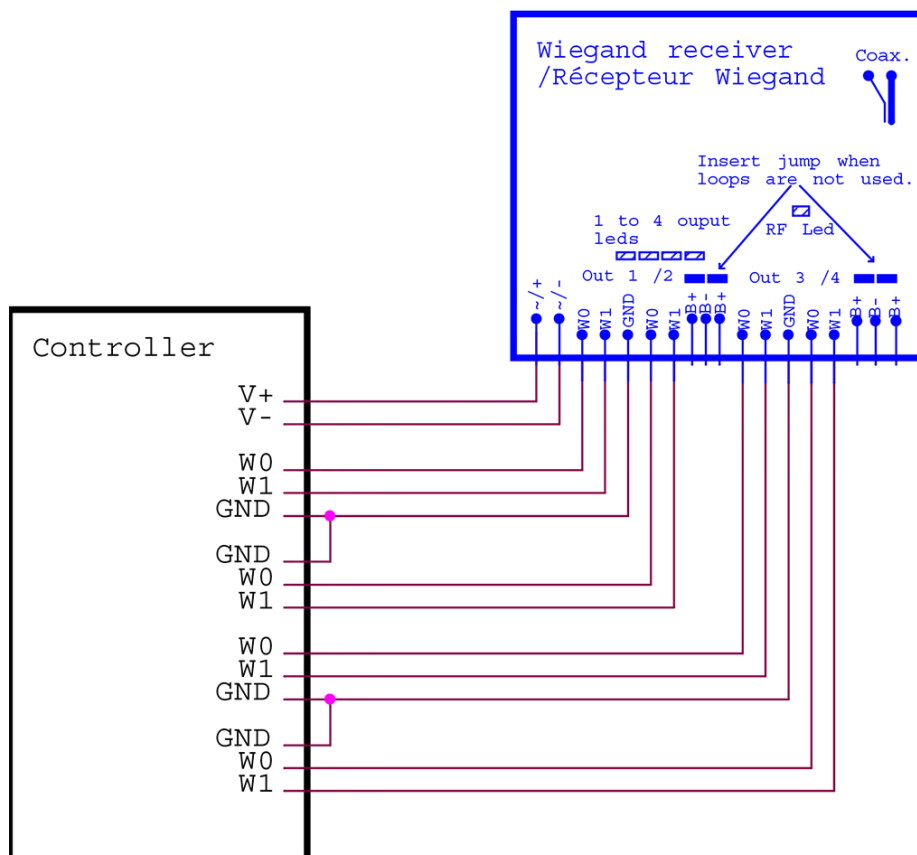 Wiegand receiver
/Récepteur Wiegand
Coax.
Insert jump when
loops are not used.
1 to 4 ouput
leds
RF Led
Out 1 /2
Out 3 /4
~/+
~/-
W0
W1
GND
W0
W1
B+
B-
B+
W0
W1
GND
W0
W1
B+
B-
B+
Controller
V+
V-
W0
W1
GND
GND
W0
W1
W0
W1
GND
GND
W0
W1